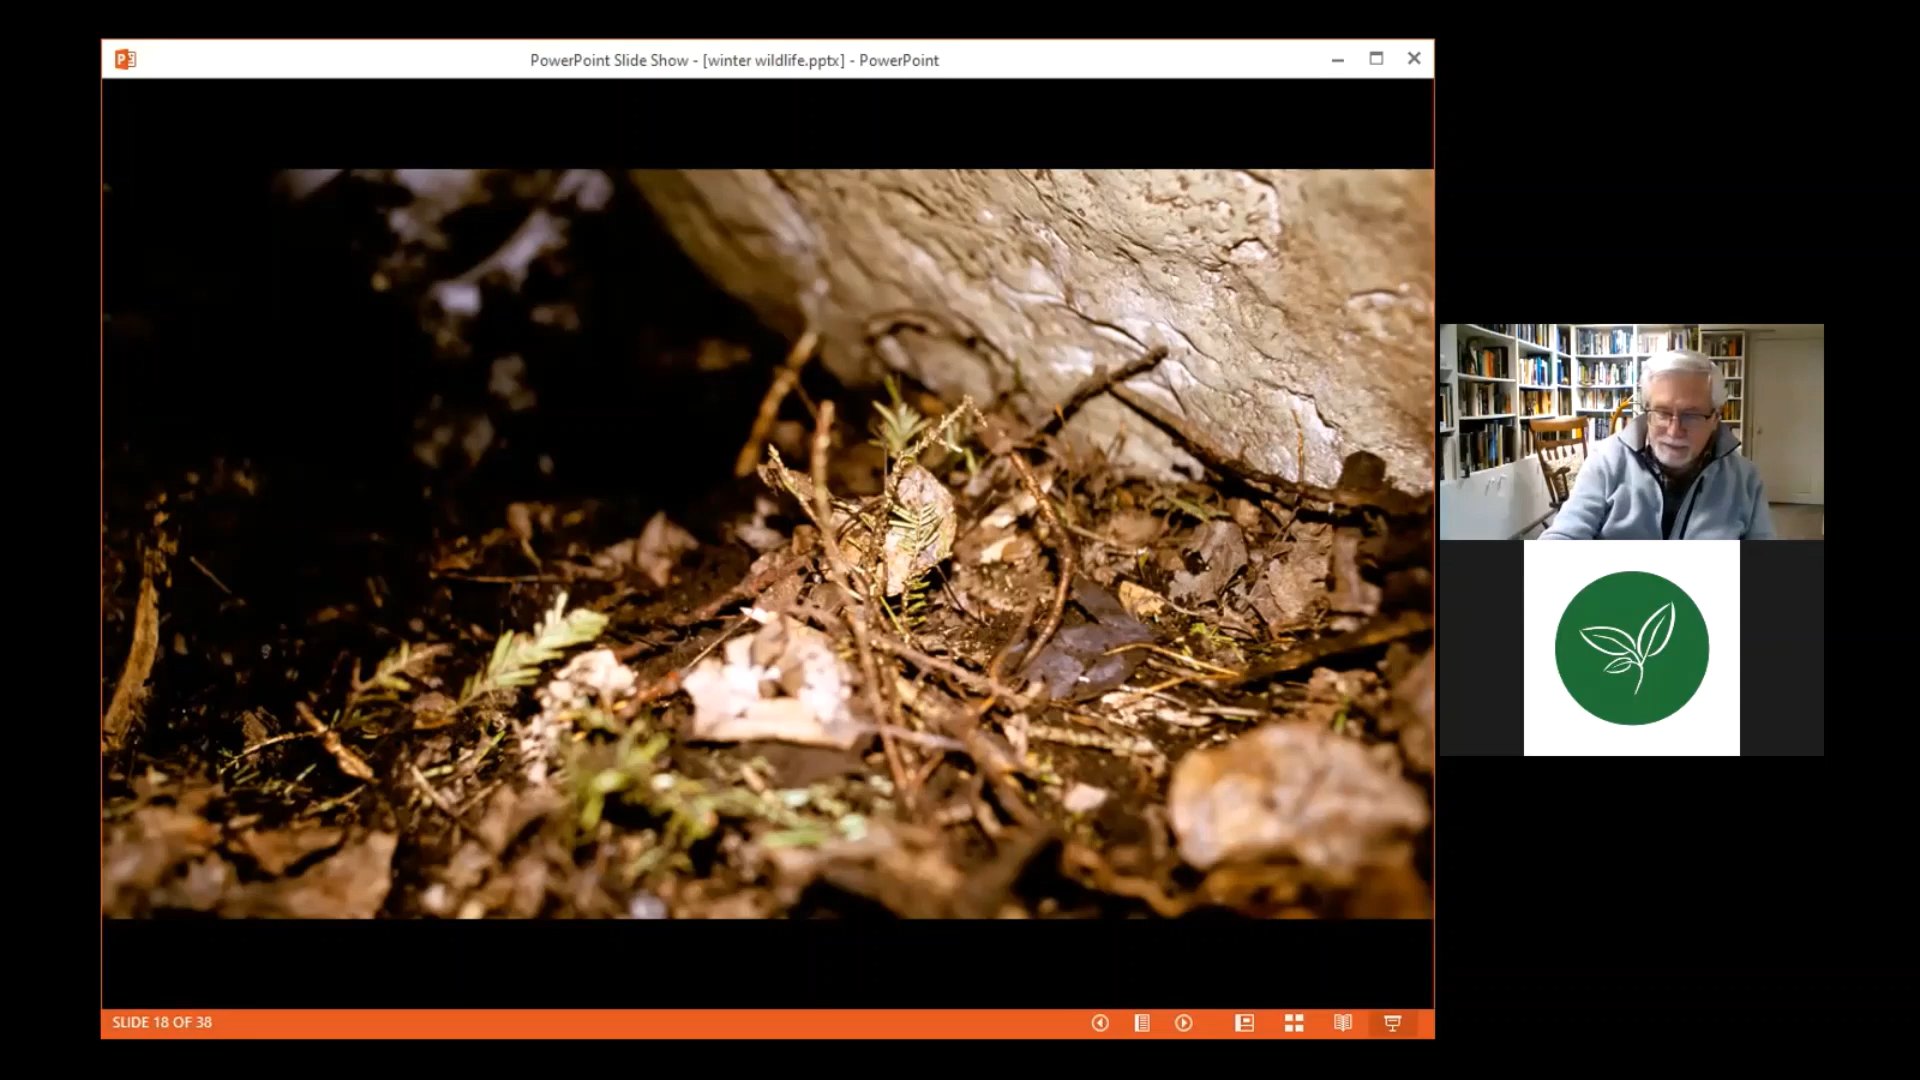 PowerPoint Slide Show - [winter wildlife.pptx] - PowerPoint
SLIDE 18 OF 38